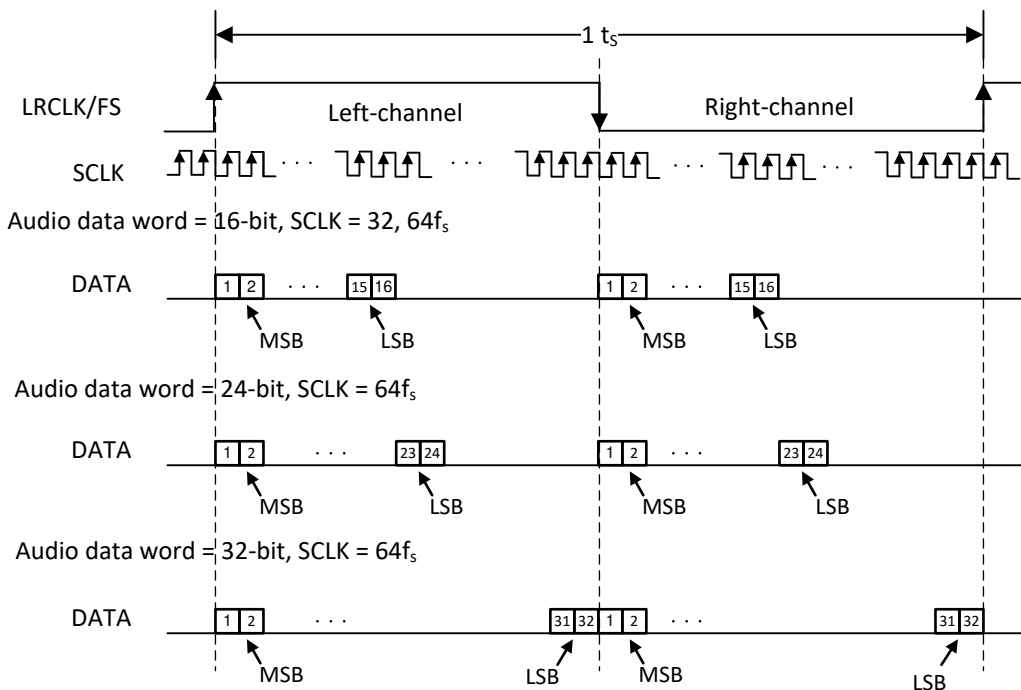 1 tₛ
LRCLK/FS
Left-channel
Right-channel
SCLK
. . .
. . .
. . .
. . .
Audio data word = 16-bit, SCLK = 32, 64fₛ
DATA
1 2 . . . 15 16 1 2 . . . 15 16
MSB LSB MSB LSB
Audio data word = 24-bit, SCLK = 64fₛ
DATA
1 2 . . . 23 24 1 2 . . . 23 24
MSB LSB MSB LSB
Audio data word = 32-bit, SCLK = 64fₛ
DATA
1 2 . . . 31 32 1 2 . . . 31 32
MSB LSB MSB LSB